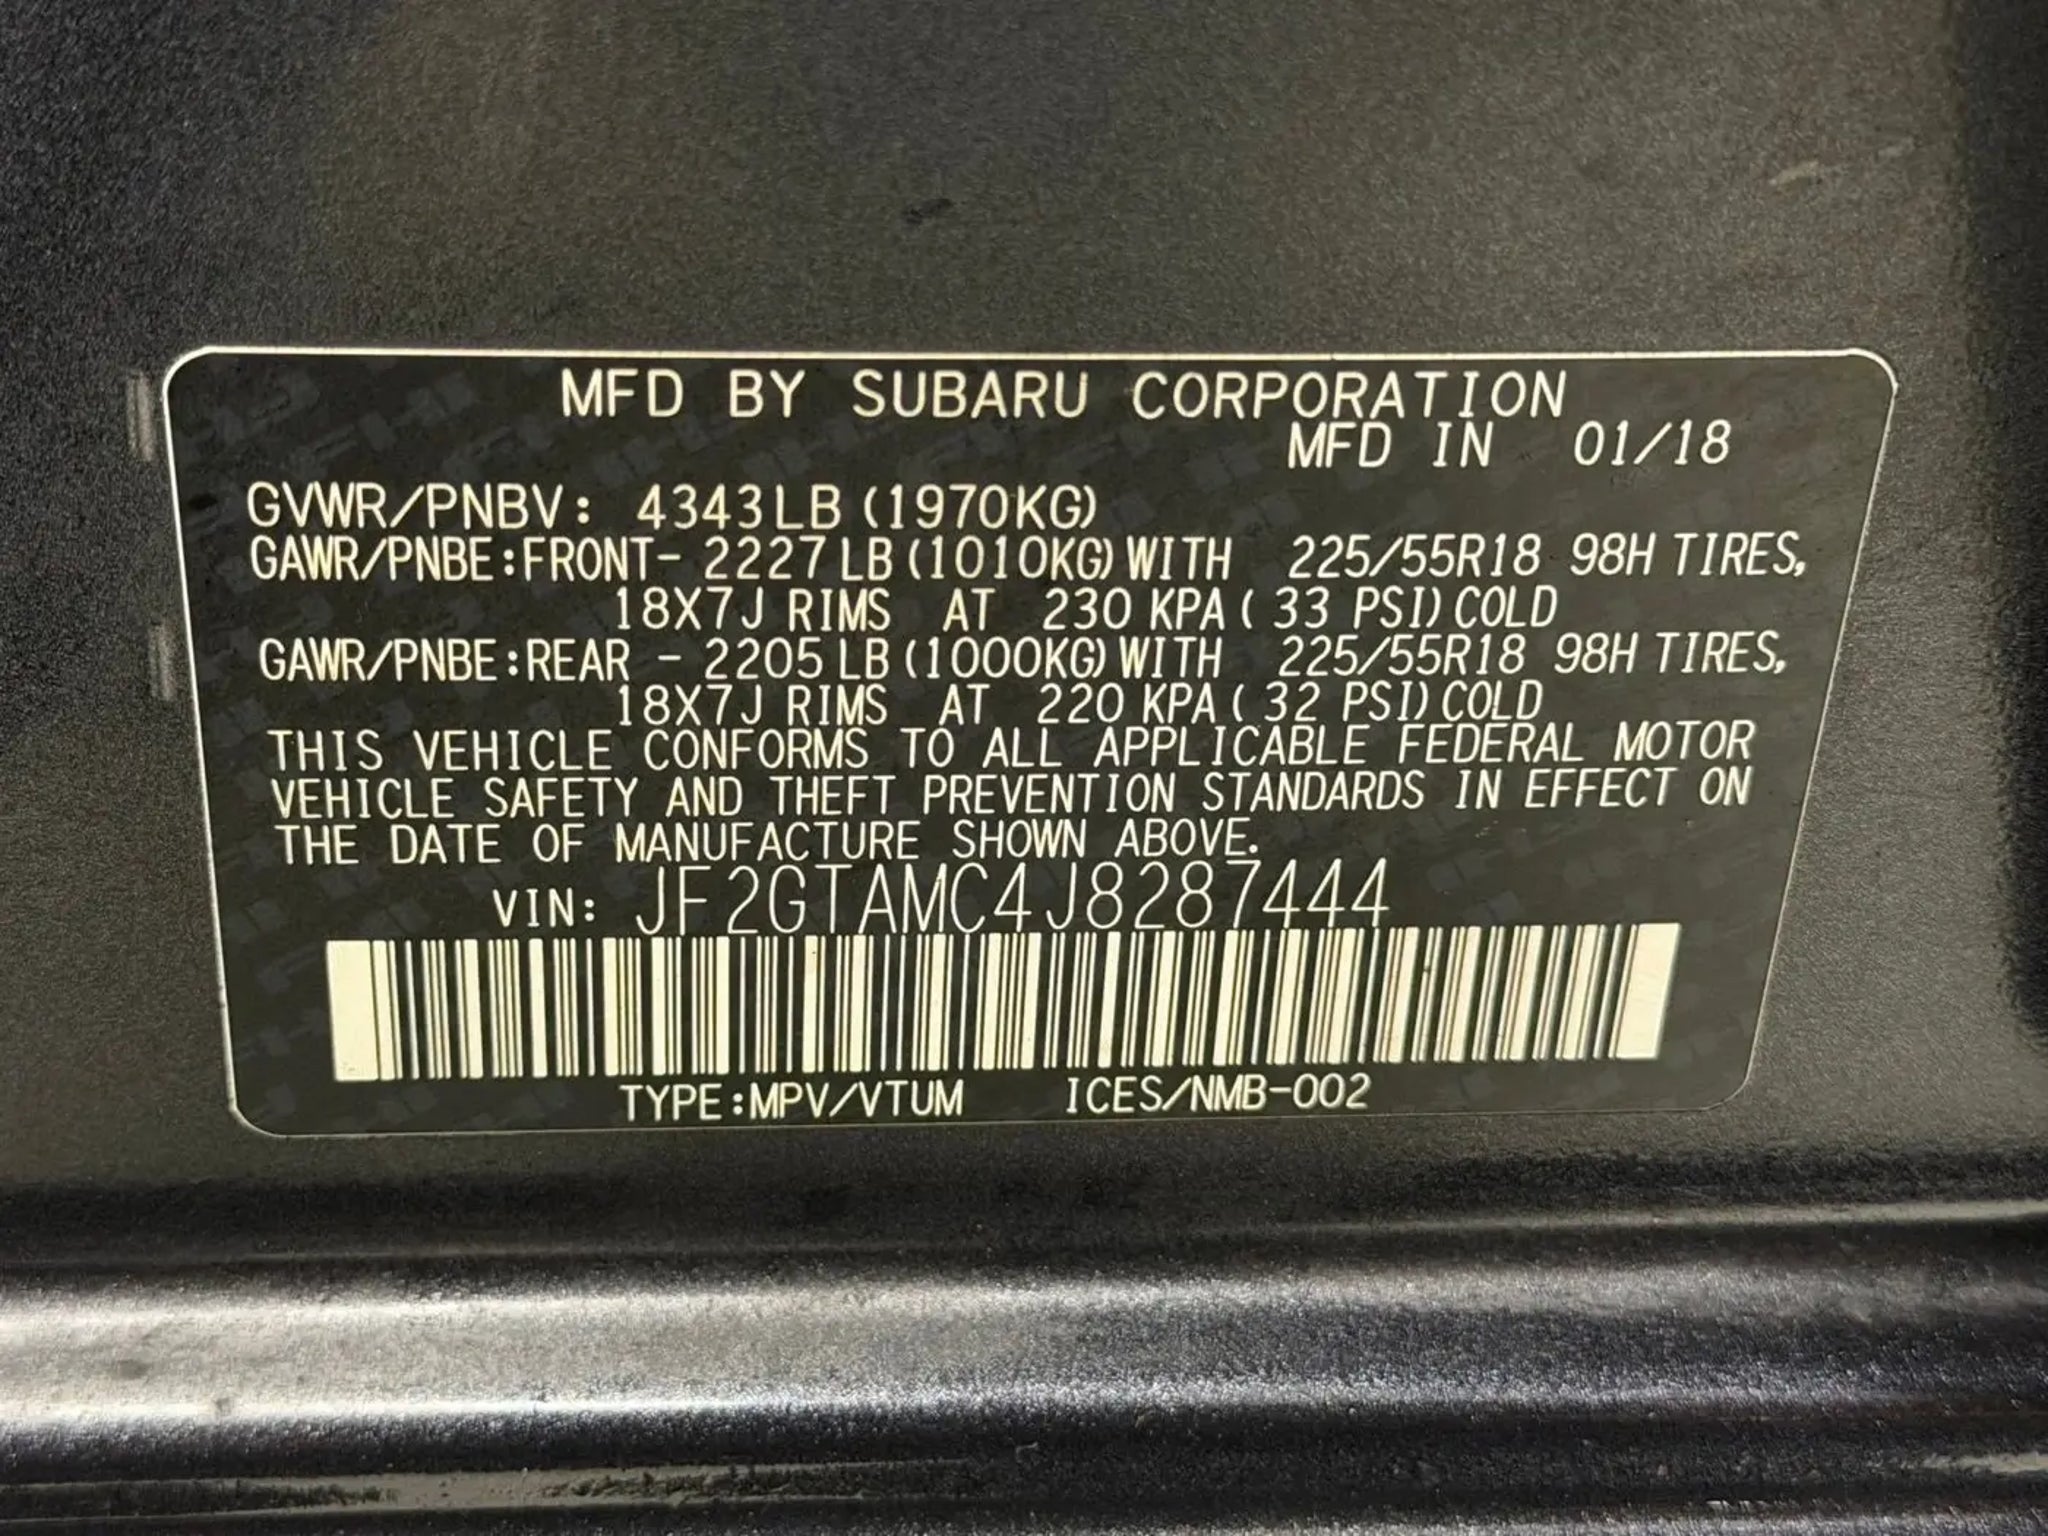 MFD BY SUBARU CORPORATION
MFD IN 01/18
GVWR/PNBV: 4343LB (1970KG)
GAWR/PNBE:FRONT- 2227LB (1010KG) WITH 225/55R18 98H TIRES,
18X7J RIMS AT 230 KPA ( 33 PSI) COLD
GAWR/PNBE:REAR - 2205LB (1000KG) WITH 225/55R18 98H TIRES,
18X7J RIMS AT 220 KPA ( 32 PSI) COLD
THIS VEHICLE CONFORMS TO ALL APPLICABLE FEDERAL MOTOR
VEHICLE SAFETY AND THEFT PREVENTION STANDARDS IN EFFECT ON
THE DATE OF MANUFACTURE SHOWN ABOVE.
VIN: JF2GTAMC4J8287444
TYPE:MPV/VTUM ICES/NMB-002